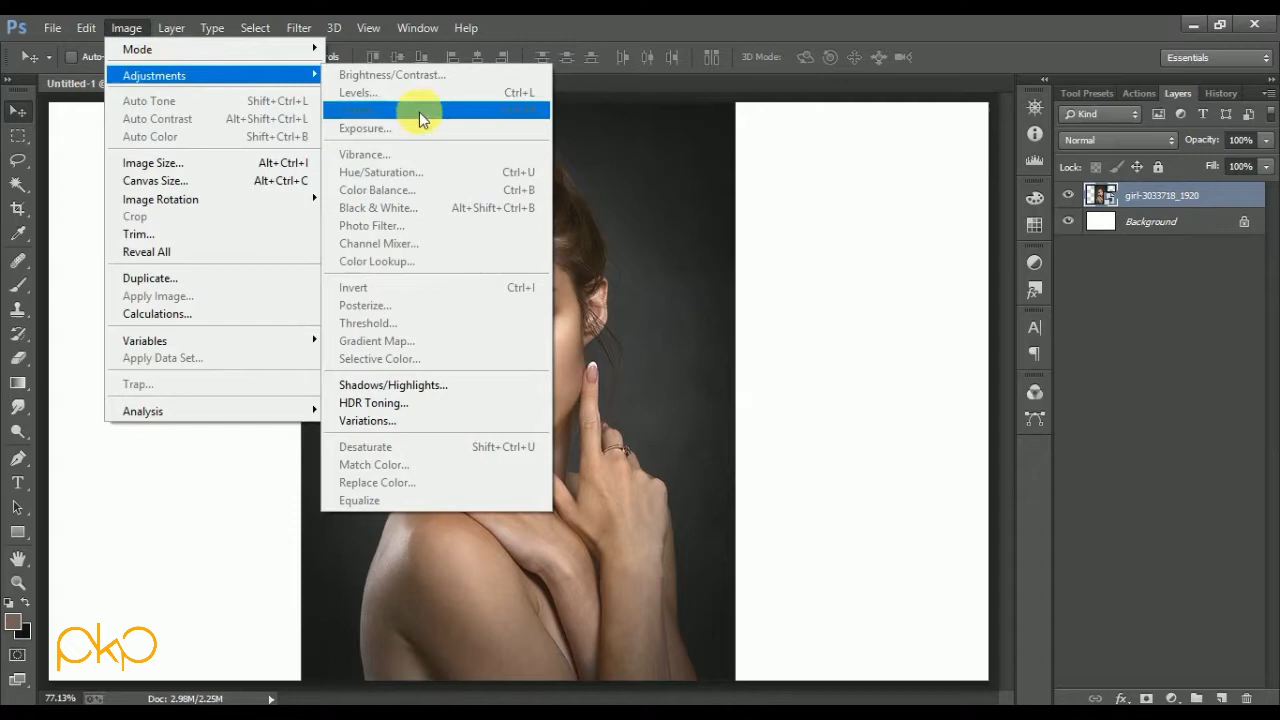 Ps File Edit Image Layer Type Select Filter 3D View Window Help
Auto- 3D Mode: Essentials
Untitled-1
Mode
Adjustments
Auto Tone Shift+Ctrl+L
Auto Contrast Alt+Shift+Ctrl+L
Auto Color Shift+Ctrl+B
Image Size... Alt+Ctrl+I
Canvas Size... Alt+Ctrl+C
Image Rotation
Crop
Trim...
Reveal All
Duplicate...
Apply Image...
Calculations...
Variables
Apply Data Set...
Trap...
Analysis
Brightness/Contrast...
Levels... Ctrl+L
Exposure...
Vibrance...
Hue/Saturation... Ctrl+U
Color Balance... Ctrl+B
Black & White... Alt+Shift+Ctrl+B
Photo Filter...
Channel Mixer...
Color Lookup...
Invert Ctrl+I
Posterize...
Threshold...
Gradient Map...
Selective Color...
Shadows/Highlights...
HDR Toning...
Variations...
Desaturate Shift+Ctrl+U
Match Color...
Replace Color...
Equalize
Tool Presets Actions Layers History
Kind
Normal Opacity: 100%
Lock: Fill: 100%
girl-3033718_1920
Background
pkp
77.13% Doc: 2.98M/2.25M